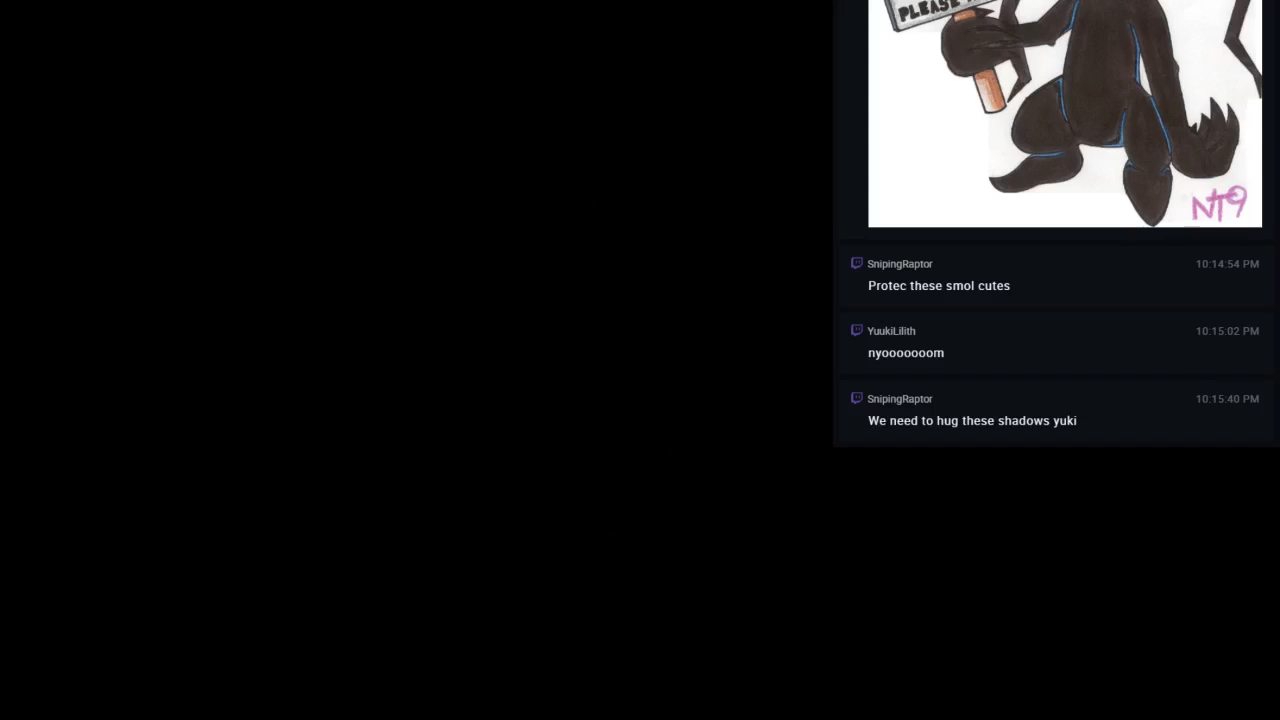 PLEASE
NT9
SnipingRaptor 10:14:54 PM
Protec these smol cutes
YuukiLilith 10:15:02 PM
nyooooooom
SnipingRaptor 10:15:40 PM
We need to hug these shadows yuki